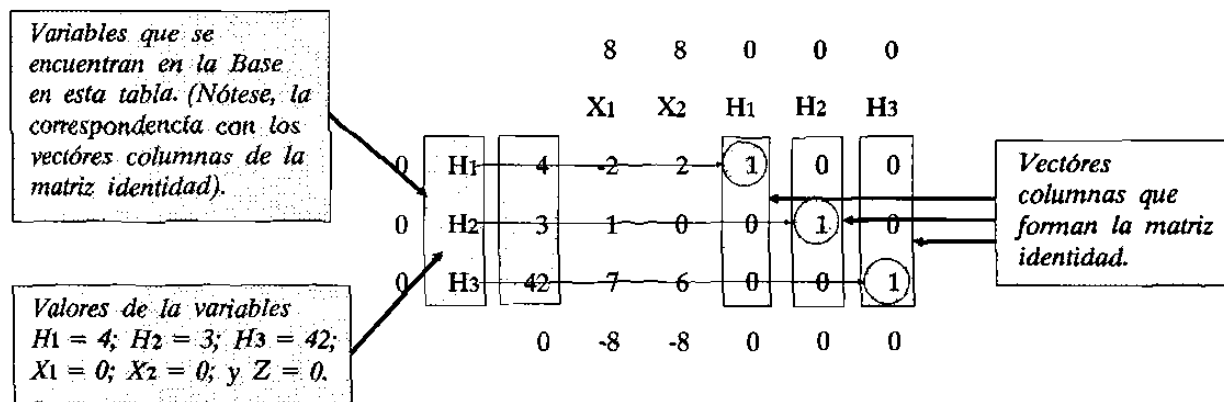 Variables que se
encuentran en la Base
en esta tabla. (Nótese, la
correspondencia con los
vectóres columnas de la
matriz identidad).
8 8 0 0 0
X1 X2 H1 H2 H3
0 H1 4 -2 2 1 0 0
0 H2 3 1 0 0 1 0
0 H3 42 7 6 0 0 1
0 -8 -8 0 0 0
Vectóres
columnas que
forman la matriz
identidad.
Valores de la variables
H1 = 4; H2 = 3; H3 = 42;
X1 = 0; X2 = 0; y Z = 0.